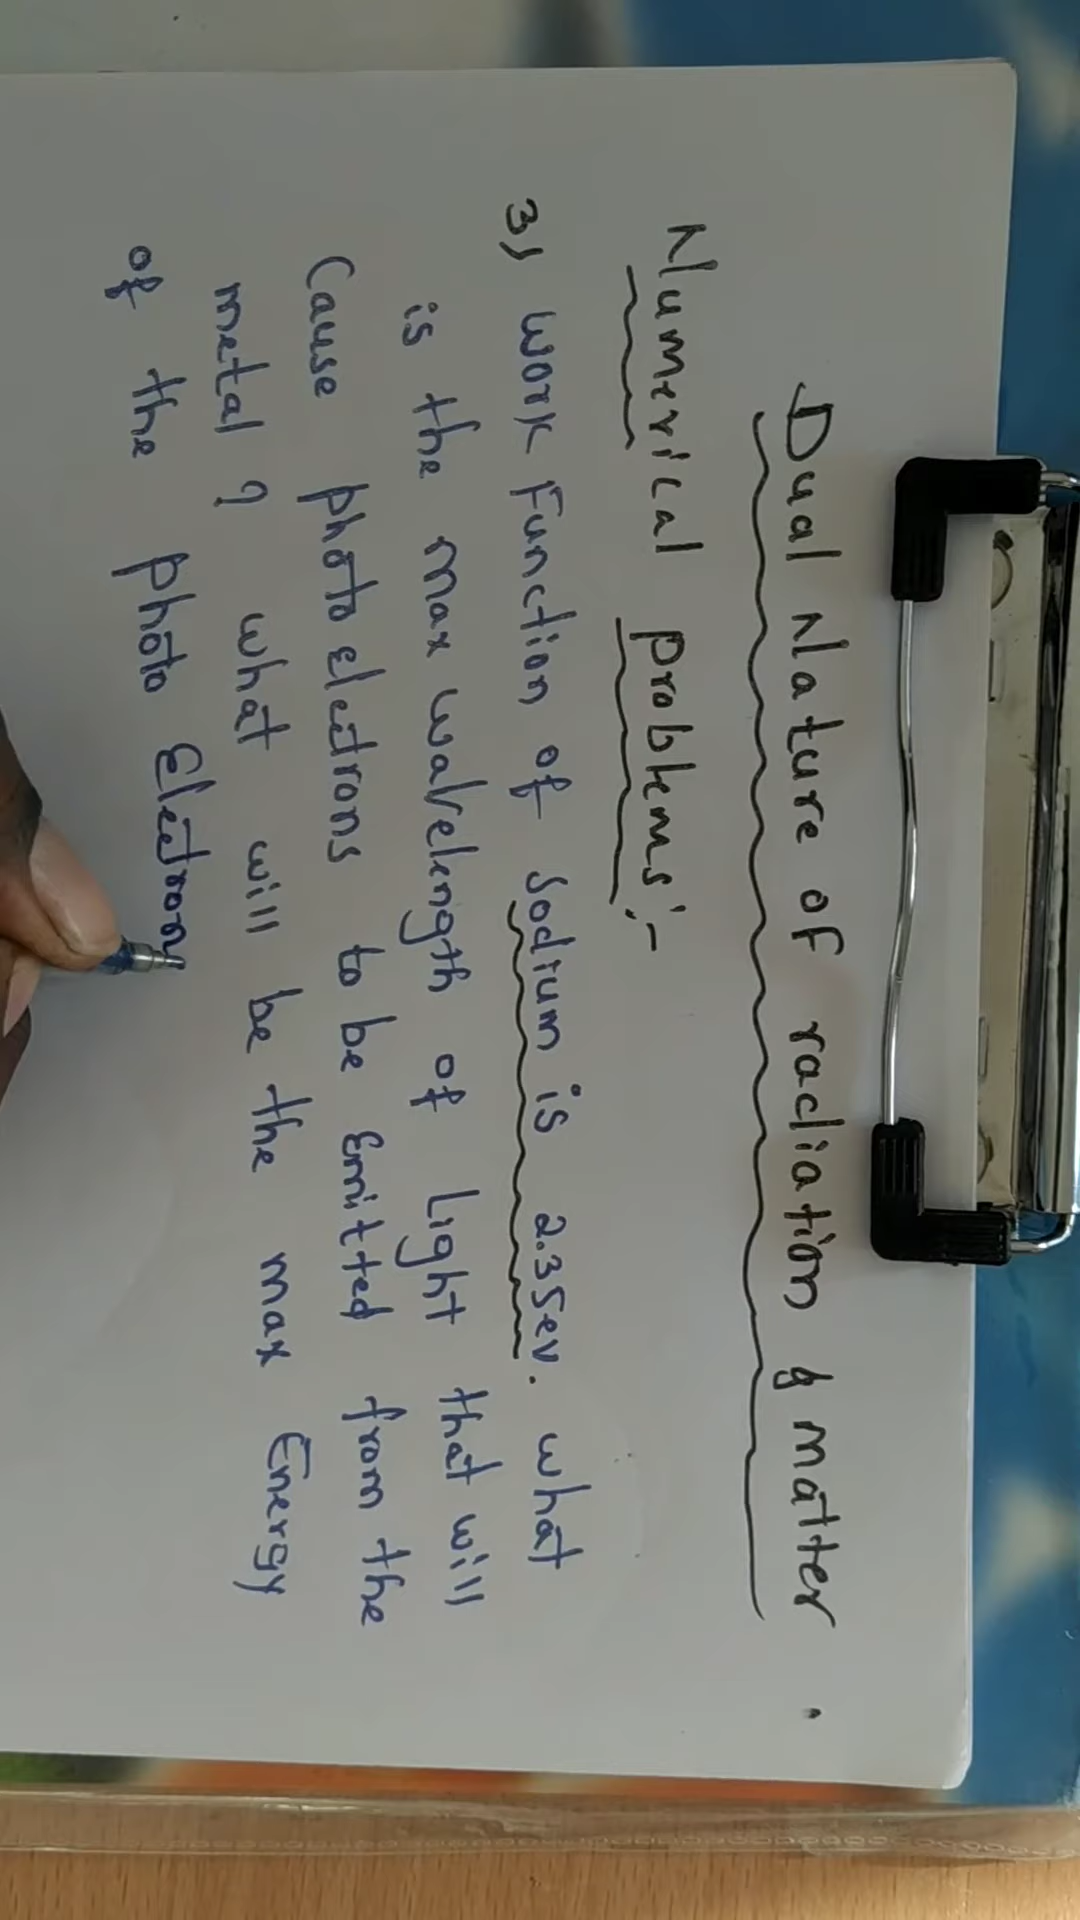 Dual Nature of radiation & matter.
Numerical problems:-
3) Work Function of Sodium is 2.35ev. what
is the max wavelength of Light that will
Cause photo electrons to be Emitted from the
metal? what will be the max Energy
of the photo Electron